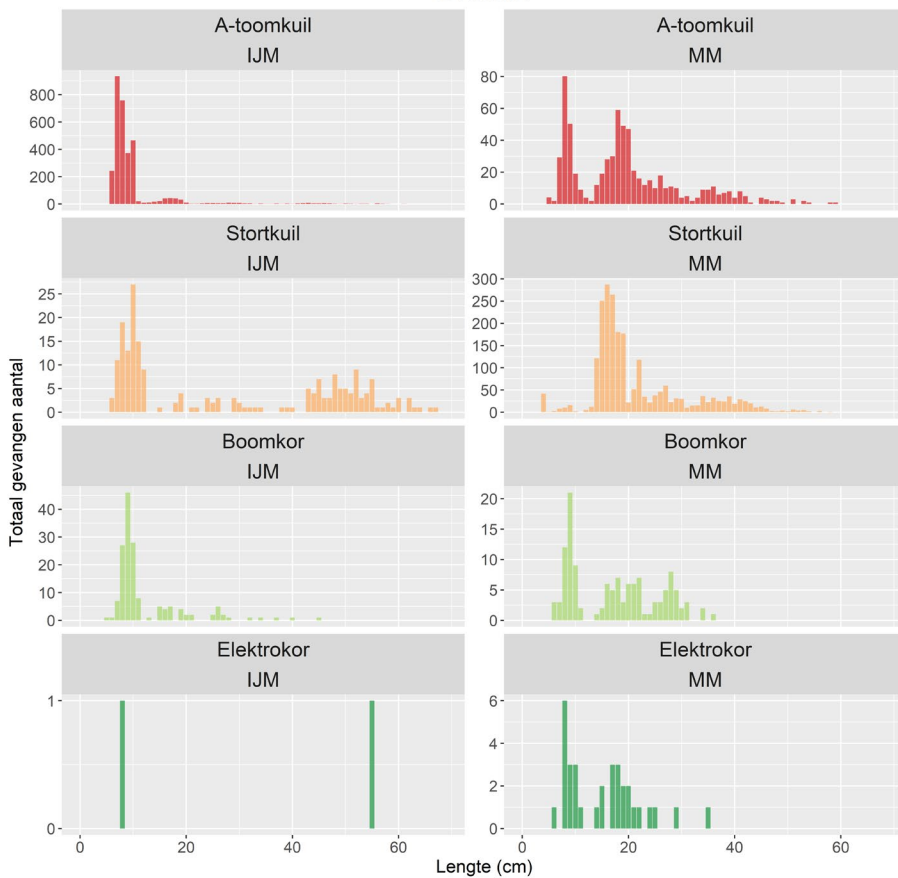 A-toomkuil
IJM
A-toomkuil
MM
800
600
400
200
0
80
60
40
20
0
Stortkuil
IJM
Stortkuil
MM
25
20
15
10
5
0
300
250
200
150
100
50
0
Boomkor
IJM
Boomkor
MM
40
30
20
10
0
20
15
10
5
0
Elektrokor
IJM
Elektrokor
MM
1
0
6
4
2
0
0 20 40 60
0 20 40 60
Totaal gevangen aantal
Lengte (cm)